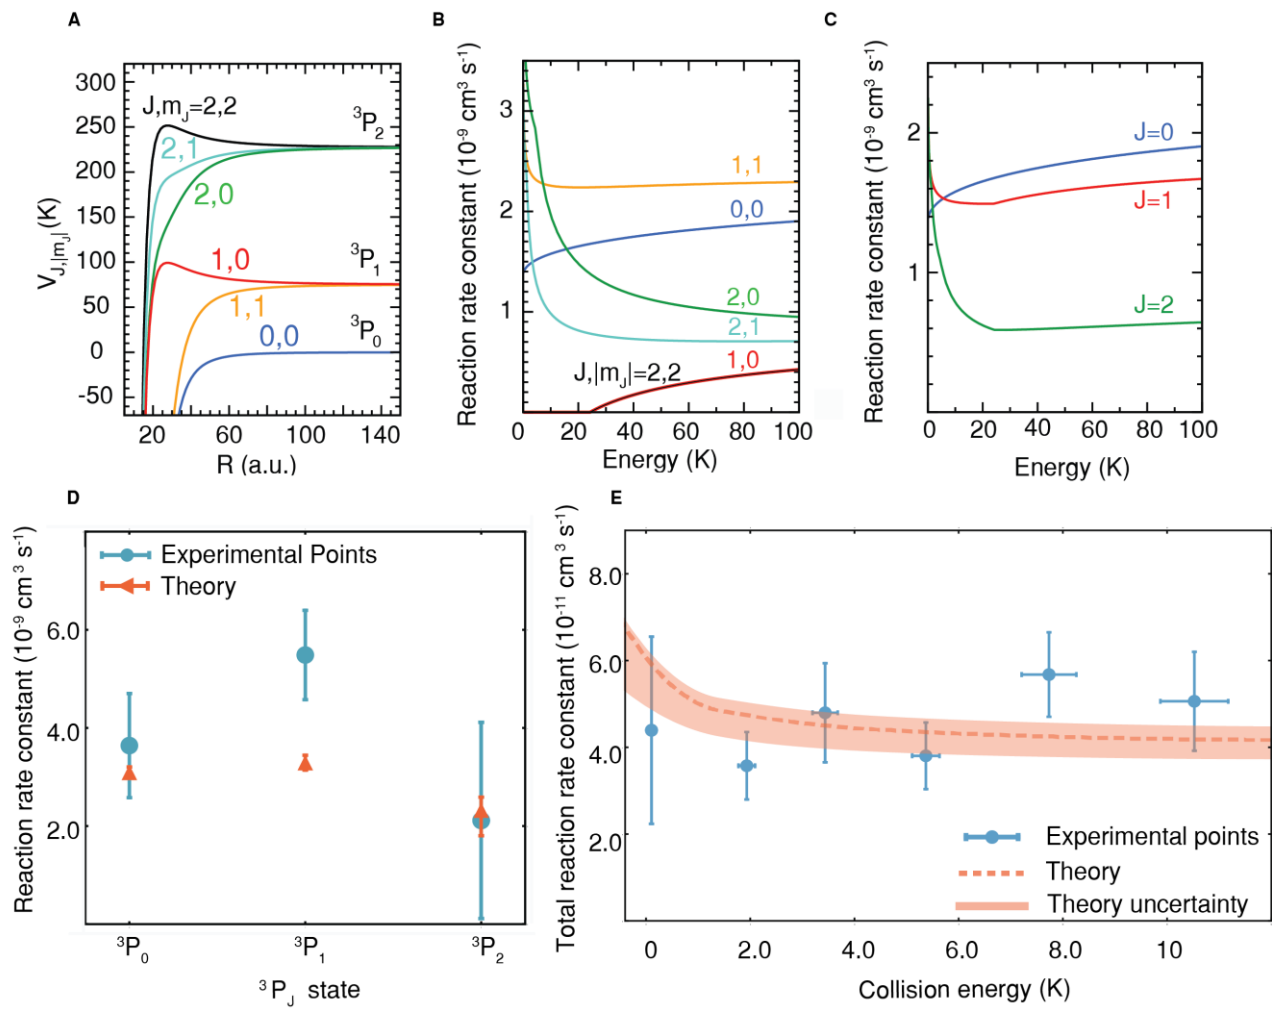 A
V_J,|m_J| (K)
300
250
200
150
100
50
0
-50
J,m_J=2,2
³P₂
2,1
2,0
1,0
³P₁
1,1
³P₀
0,0
20
60
100
140
R (a.u.)
B
Reaction rate constant (10⁻⁹ cm³ s⁻¹)
3
2
1
0
1,1
0,0
2,0
2,1
1,0
J,|m_J|=2,2
0
20
40
60
80
100
Energy (K)
C
Reaction rate constant (10⁻⁹ cm³ s⁻¹)
2
1
J=0
J=1
J=2
0
20
40
60
80
100
Energy (K)
D
Reaction rate constant (10⁻⁹ cm³ s⁻¹)
Experimental Points
Theory
6.0
4.0
2.0
³P₀
³P₁
³P₂
³P_J state
E
Total reaction rate constant (10⁻¹¹ cm³ s⁻¹)
8.0
6.0
4.0
2.0
Experimental points
Theory
Theory uncertainty
0
2.0
4.0
6.0
8.0
10
Collision energy (K)